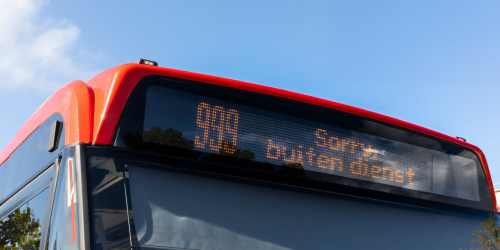 999
Sorry,
buiten dienst